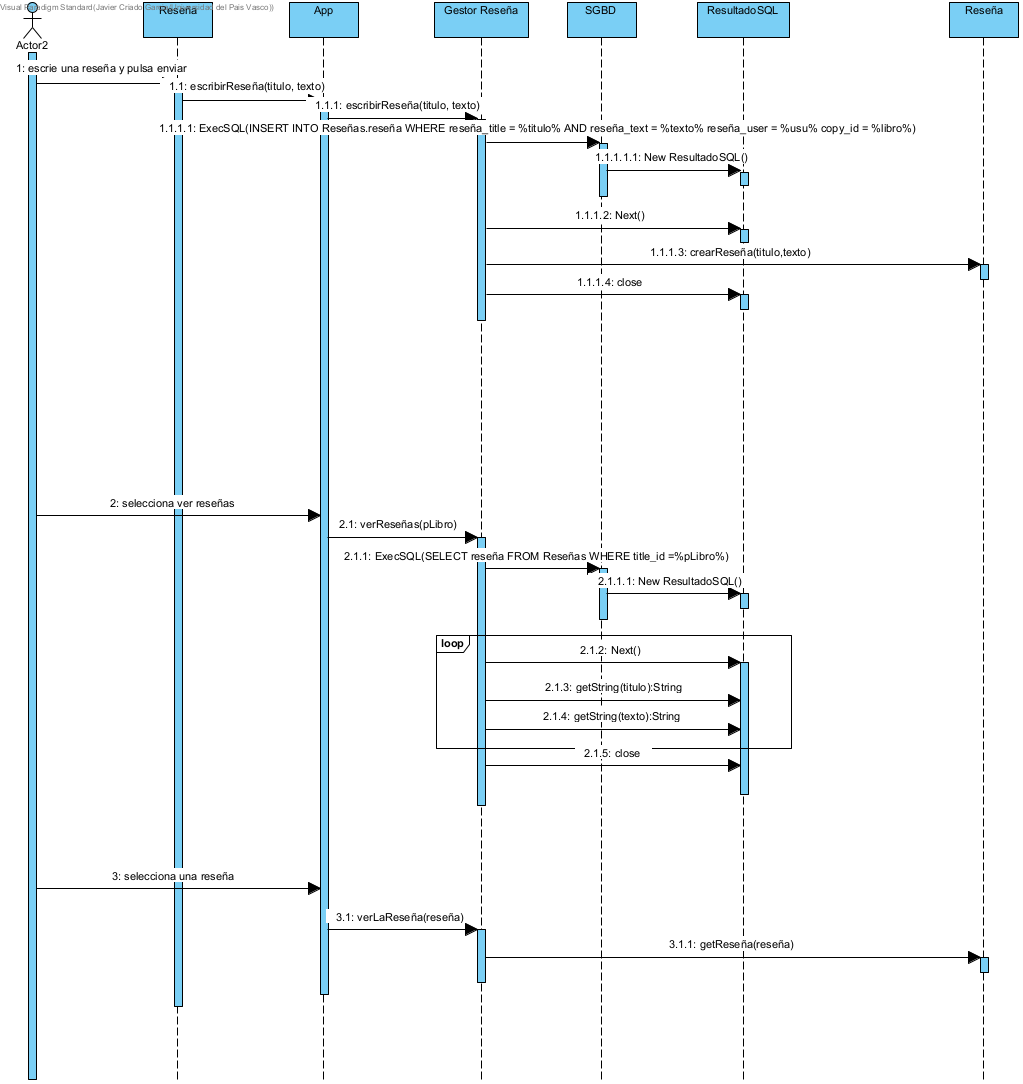 Visual Paradigm Standard(Javier Criado Garcia(Universidad del Pais Vasco))
Actor2
Reseña
App
Gestor Reseña
SGBD
ResultadoSQL
Reseña
1: escrie una reseña y pulsa enviar
1.1: escribirReseña(titulo, texto)
1.1.1: escribirReseña(titulo, texto)
1.1.1.1: ExecSQL(INSERT INTO Reseñas.reseña WHERE reseña_title = %titulo% AND reseña_text = %texto% reseña_user = %usu% copy_id = %libro%)
1.1.1.1.1: New ResultadoSQL()
1.1.1.2: Next()
1.1.1.3: crearReseña(titulo,texto)
1.1.1.4: close
2: selecciona ver reseñas
2.1: verReseñas(pLibro)
2.1.1: ExecSQL(SELECT reseña FROM Reseñas WHERE title_id =%pLibro%)
2.1.1.1: New ResultadoSQL()
loop
2.1.2: Next()
2.1.3: getString(titulo):String
2.1.4: getString(texto):String
2.1.5: close
3: selecciona una reseña
3.1: verLaReseña(reseña)
3.1.1: getReseña(reseña)